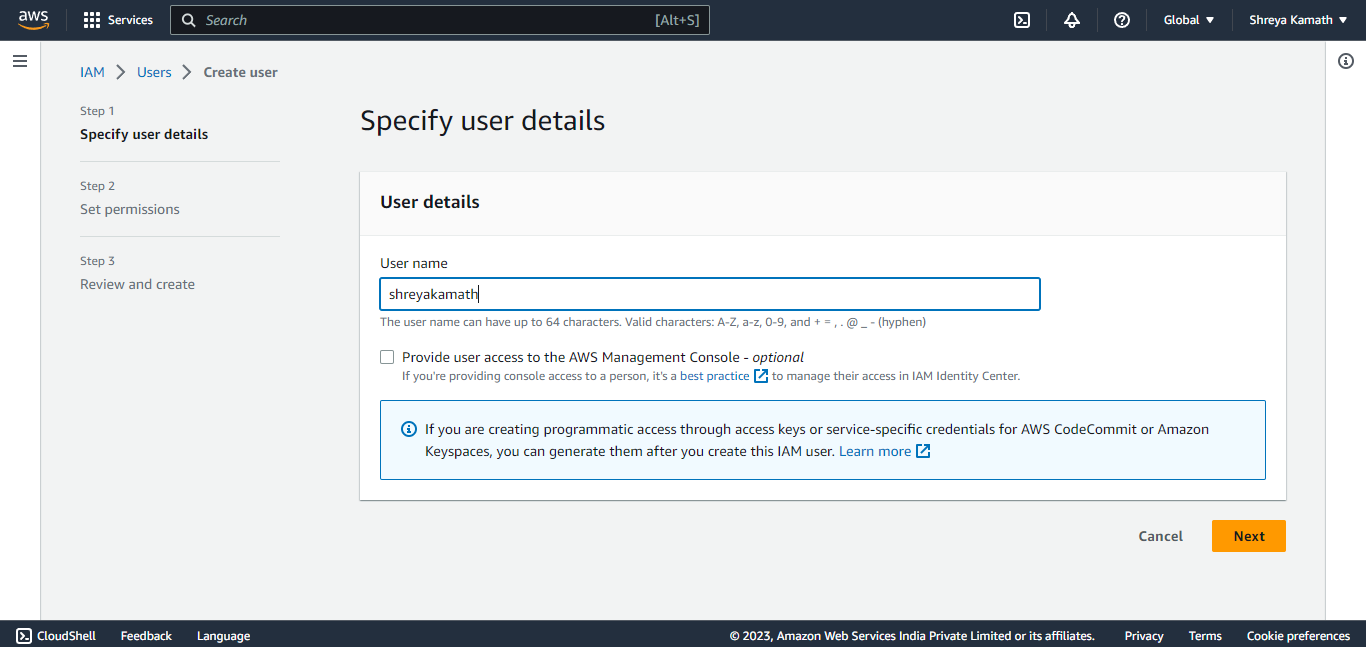 aws
Services
Search
[Alt+S]
Global
Shreya Kamath
IAM > Users > Create user
Step 1
Specify user details
Step 2
Set permissions
Step 3
Review and create
Specify user details
User details
User name
shreyakamath
The user name can have up to 64 characters. Valid characters: A-Z, a-z, 0-9, and + = , . @ _ - (hyphen)
Provide user access to the AWS Management Console - optional
If you're providing console access to a person, it's a best practice to manage their access in IAM Identity Center.
If you are creating programmatic access through access keys or service-specific credentials for AWS CodeCommit or Amazon
Keyspaces, you can generate them after you create this IAM user. Learn more
Cancel
Next
CloudShell
Feedback
Language
© 2023, Amazon Web Services India Private Limited or its affiliates.
Privacy
Terms
Cookie preferences